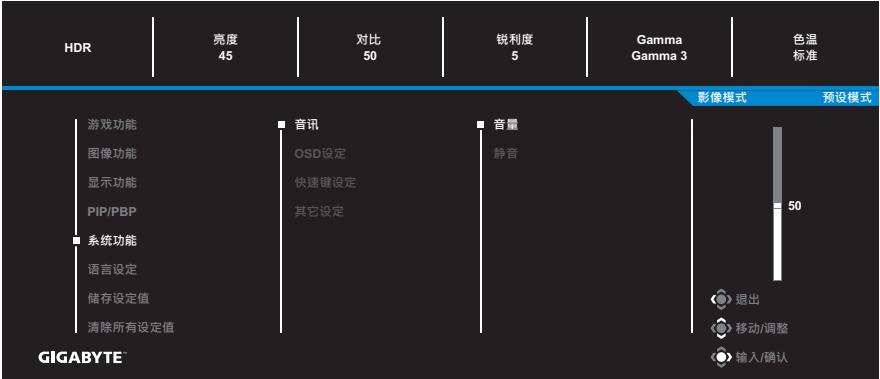 HDR
亮度
45
对比
50
锐利度
5
Gamma
Gamma 3
色温
标准
影像模式 预设模式
游戏功能
图像功能
显示功能
PIP/PBP
系统功能
语言设定
储存设定值
清除所有设定值
音讯
OSD设定
快速键设定
其它设定
音量
静音
50
退出
移动/调整
输入/确认
GIGABYTE™